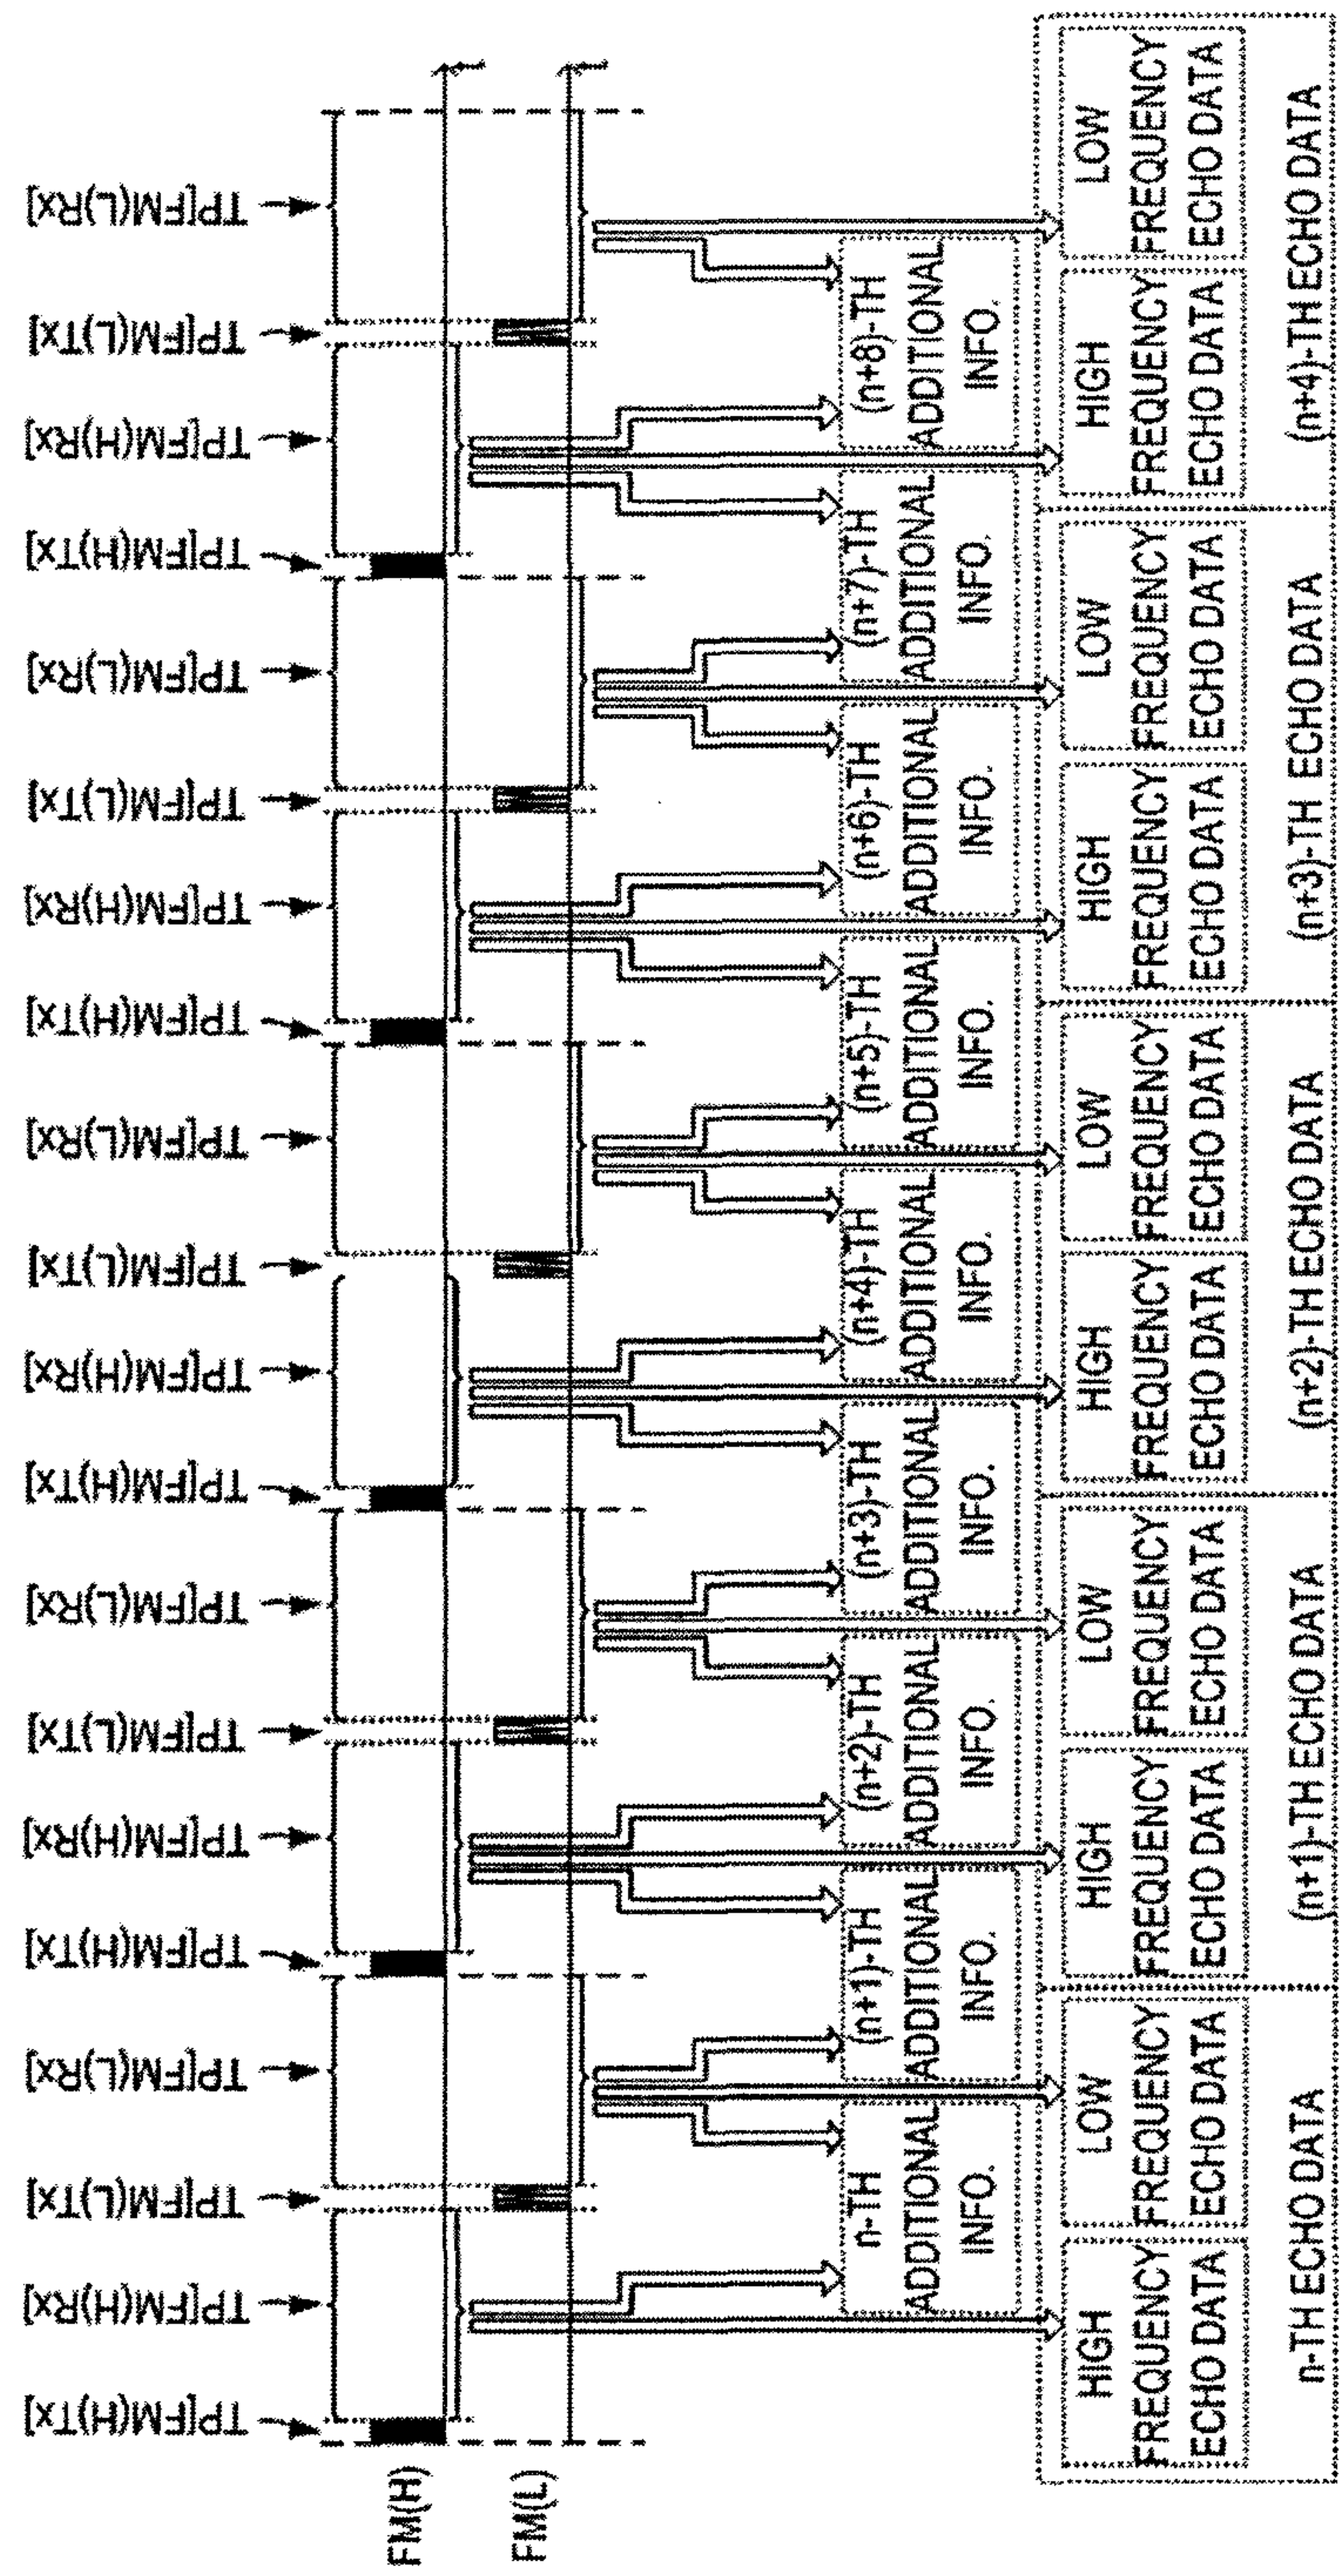 TP[FM(H)Tx]
TP[FM(H)Rx]
TP[FM(L)Tx]
TP[FM(L)Rx]
TP[FM(H)Tx]
TP[FM(H)Rx]
TP[FM(L)Tx]
TP[FM(L)Rx]
TP[FM(H)Tx]
TP[FM(H)Rx]
TP[FM(L)Tx]
TP[FM(L)Rx]
TP[FM(H)Tx]
TP[FM(H)Rx]
TP[FM(L)Tx]
TP[FM(L)Rx]
TP[FM(H)Tx]
TP[FM(H)Rx]
TP[FM(L)Tx]
TP[FM(L)Rx]
FM(H)
t
FM(L)
t
n-TH
ADDITIONAL
INFO.
(n+1)-TH
ADDITIONAL
INFO.
(n+2)-TH
ADDITIONAL
INFO.
(n+3)-TH
ADDITIONAL
INFO.
(n+4)-TH
ADDITIONAL
INFO.
(n+5)-TH
ADDITIONAL
INFO.
(n+6)-TH
ADDITIONAL
INFO.
(n+7)-TH
ADDITIONAL
INFO.
(n+8)-TH
ADDITIONAL
INFO.
HIGH
FREQUENCY
ECHO DATA
LOW
FREQUENCY
ECHO DATA
n-TH ECHO DATA
HIGH
FREQUENCY
ECHO DATA
LOW
FREQUENCY
ECHO DATA
(n+1)-TH ECHO DATA
HIGH
FREQUENCY
ECHO DATA
LOW
FREQUENCY
ECHO DATA
(n+2)-TH ECHO DATA
HIGH
FREQUENCY
ECHO DATA
LOW
FREQUENCY
ECHO DATA
(n+3)-TH ECHO DATA
HIGH
FREQUENCY
ECHO DATA
LOW
FREQUENCY
ECHO DATA
(n+4)-TH ECHO DATA